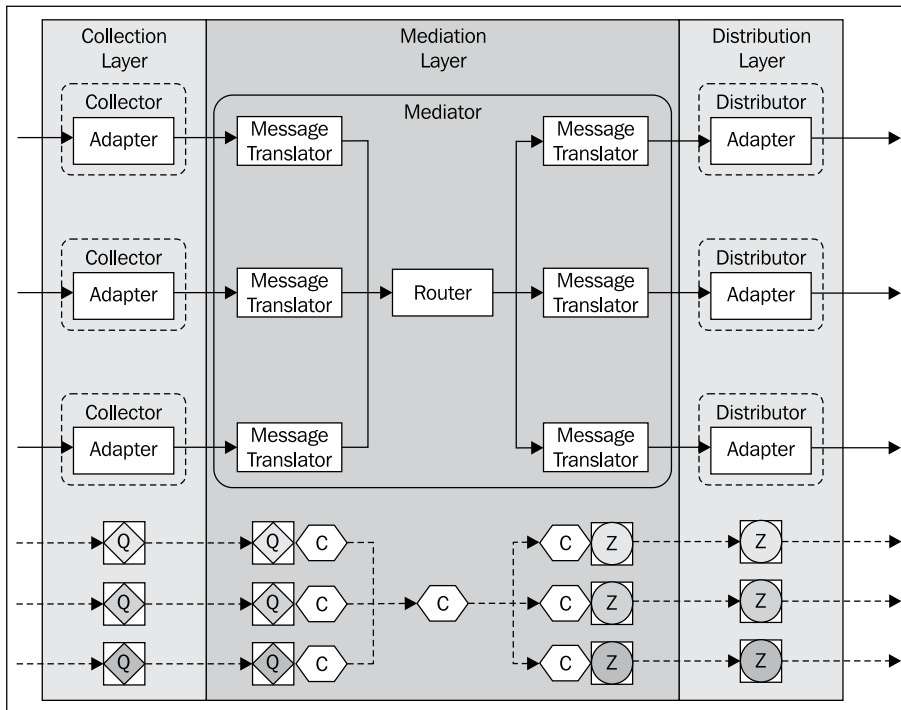 Collection
Layer
Mediation
Layer
Distribution
Layer
Collector
Adapter
Mediator
Message
Translator
Message
Translator
Distributor
Adapter
Collector
Adapter
Message
Translator
Router
Message
Translator
Distributor
Adapter
Collector
Adapter
Message
Translator
Message
Translator
Distributor
Adapter
Q
Q
C
C
Z
Z
Q
Q
C
C
C
Z
Z
Q
Q
C
C
Z
Z